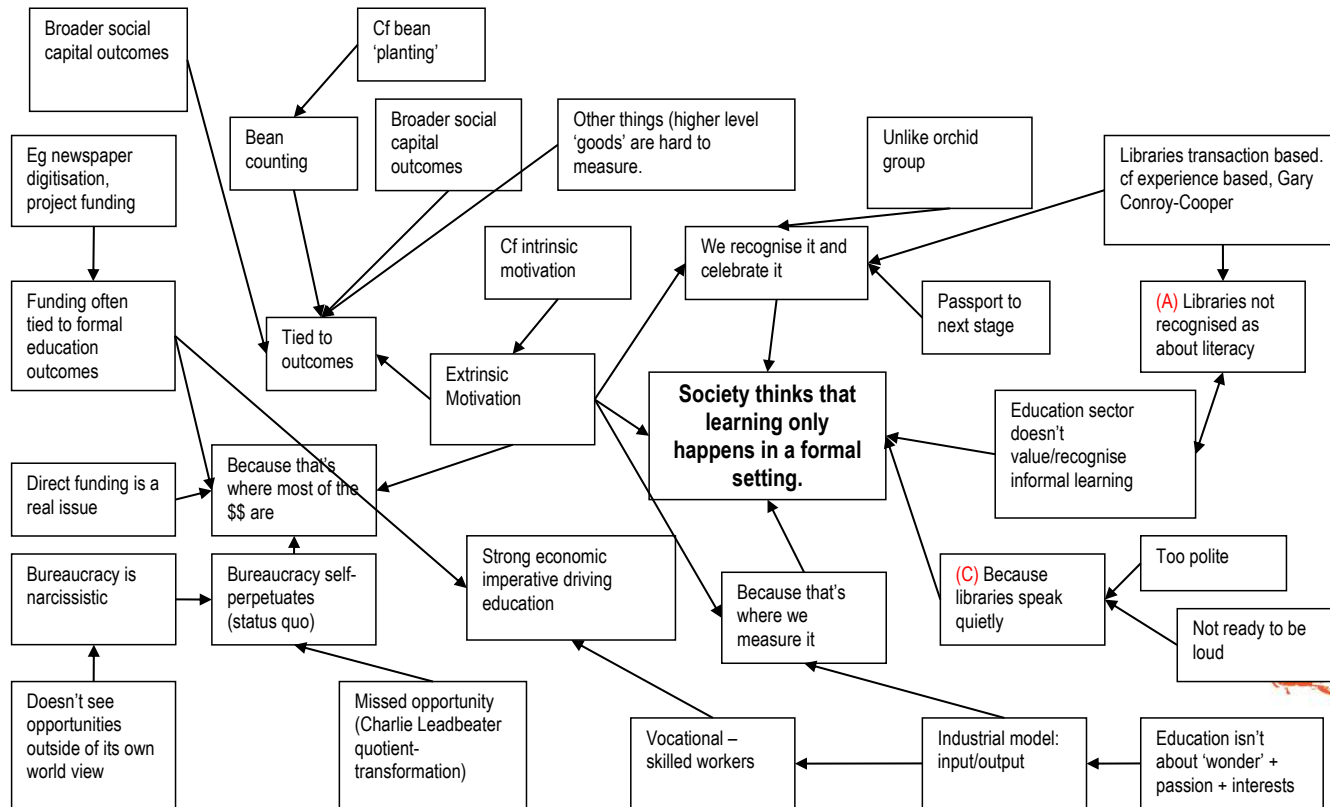 Broader social
capital outcomes
Cf bean
‘planting’
Bean
counting
Broader social
capital
outcomes
Other things (higher level
‘goods’ are hard to
measure.
Unlike orchid
group
Libraries transaction based.
cf experience based, Gary
Conroy-Cooper
Eg newspaper
digitisation,
project funding
Cf intrinsic
motivation
We recognise it and
celebrate it
Passport to
next stage
Funding often
tied to formal
education
outcomes
Tied to
outcomes
Extrinsic
Motivation
(A) Libraries not
recognised as
about literacy
Society thinks that
learning only
happens in a formal
setting.
Education sector
doesn’t
value/recognise
informal learning
Direct funding is a
real issue
Because that’s
where most of the
$$ are
Bureaucracy is
narcissistic
Bureaucracy self-
perpetuates
(status quo)
Strong economic
imperative driving
education
Because that’s
where we
measure it
(C) Because
libraries speak
quietly
Too polite
Not ready to be
loud
Doesn’t see
opportunities
outside of its own
world view
Missed opportunity
(Charlie Leadbeater
quotient-
transformation)
Vocational –
skilled workers
Industrial model:
input/output
Education isn’t
about ‘wonder’ +
passion + interests